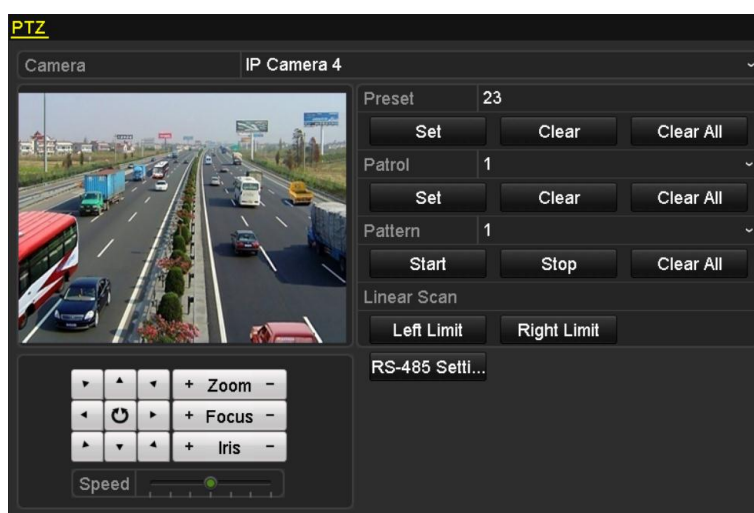 PTZ
Camera IP Camera 4
Preset 23
Set Clear Clear All
Patrol 1
Set Clear Clear All
Pattern 1
Start Stop Clear All
Linear Scan
Left Limit Right Limit
RS-485 Setti...
+ Zoom -
+ Focus -
+ Iris -
Speed